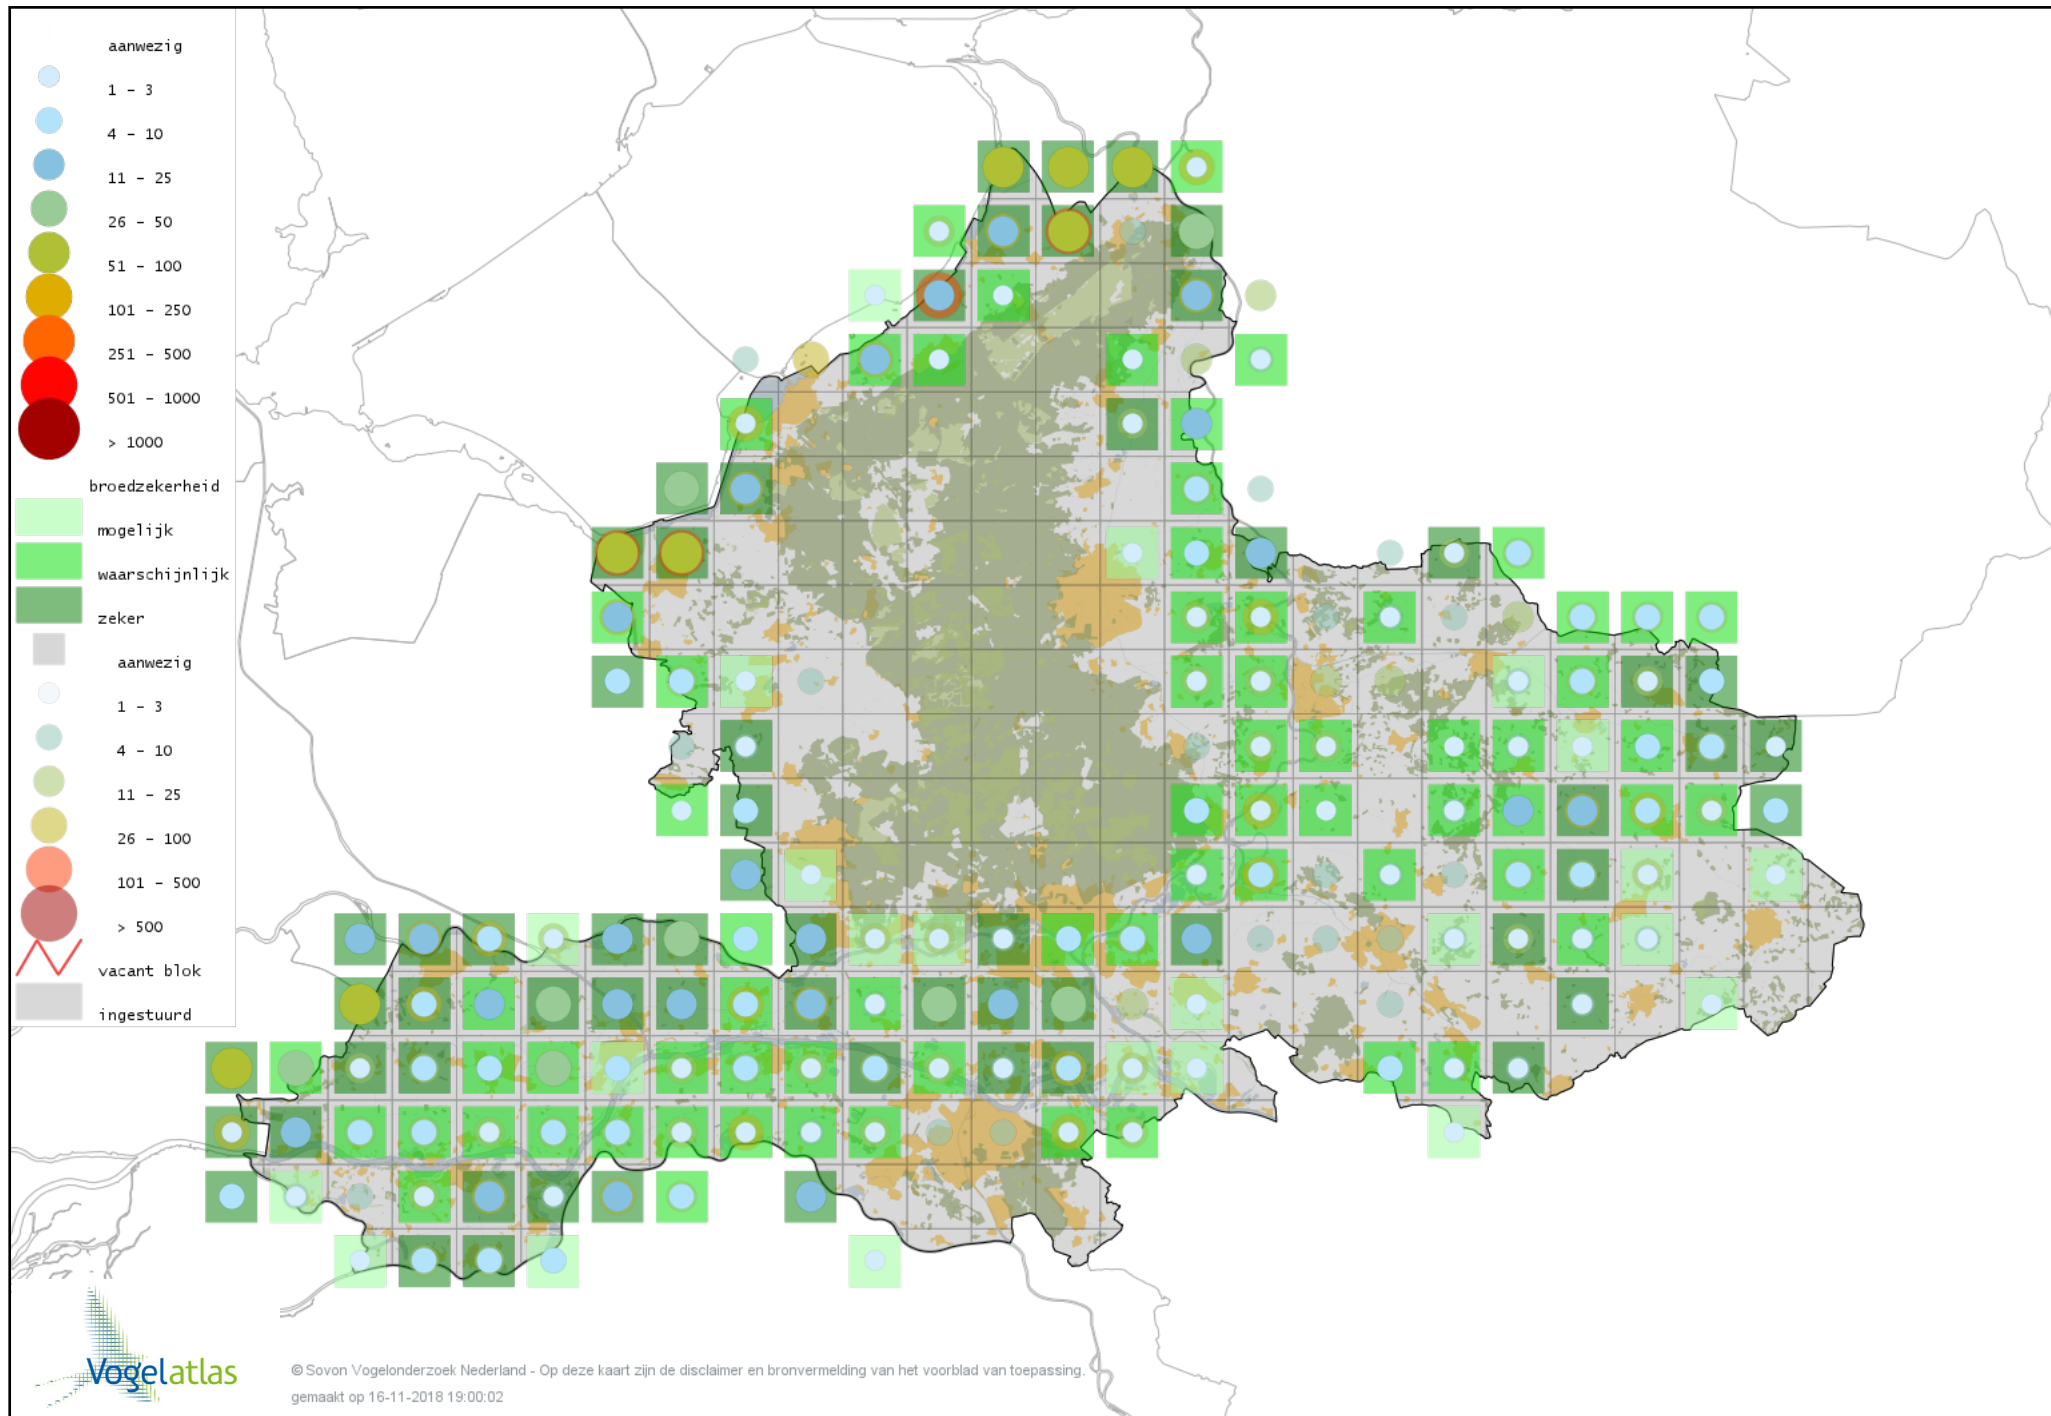 aanwezig
1 - 3
4 - 10
11 - 25
26 - 50
51 - 100
101 - 250
251 - 500
501 - 1000
> 1000
broedzekerheid
mogelijk
waarschijnlijk
zeker
aanwezig
1 - 3
4 - 10
11 - 25
26 - 100
101 - 500
> 500
vacant blok
ingestuurd
Vogelatlas
© Sovon Vogelonderzoek Nederland - Op deze kaart zijn de disclaimer en bronvermelding van het voorblad van toepassing.
gemaakt op 16-11-2018 19:00:02